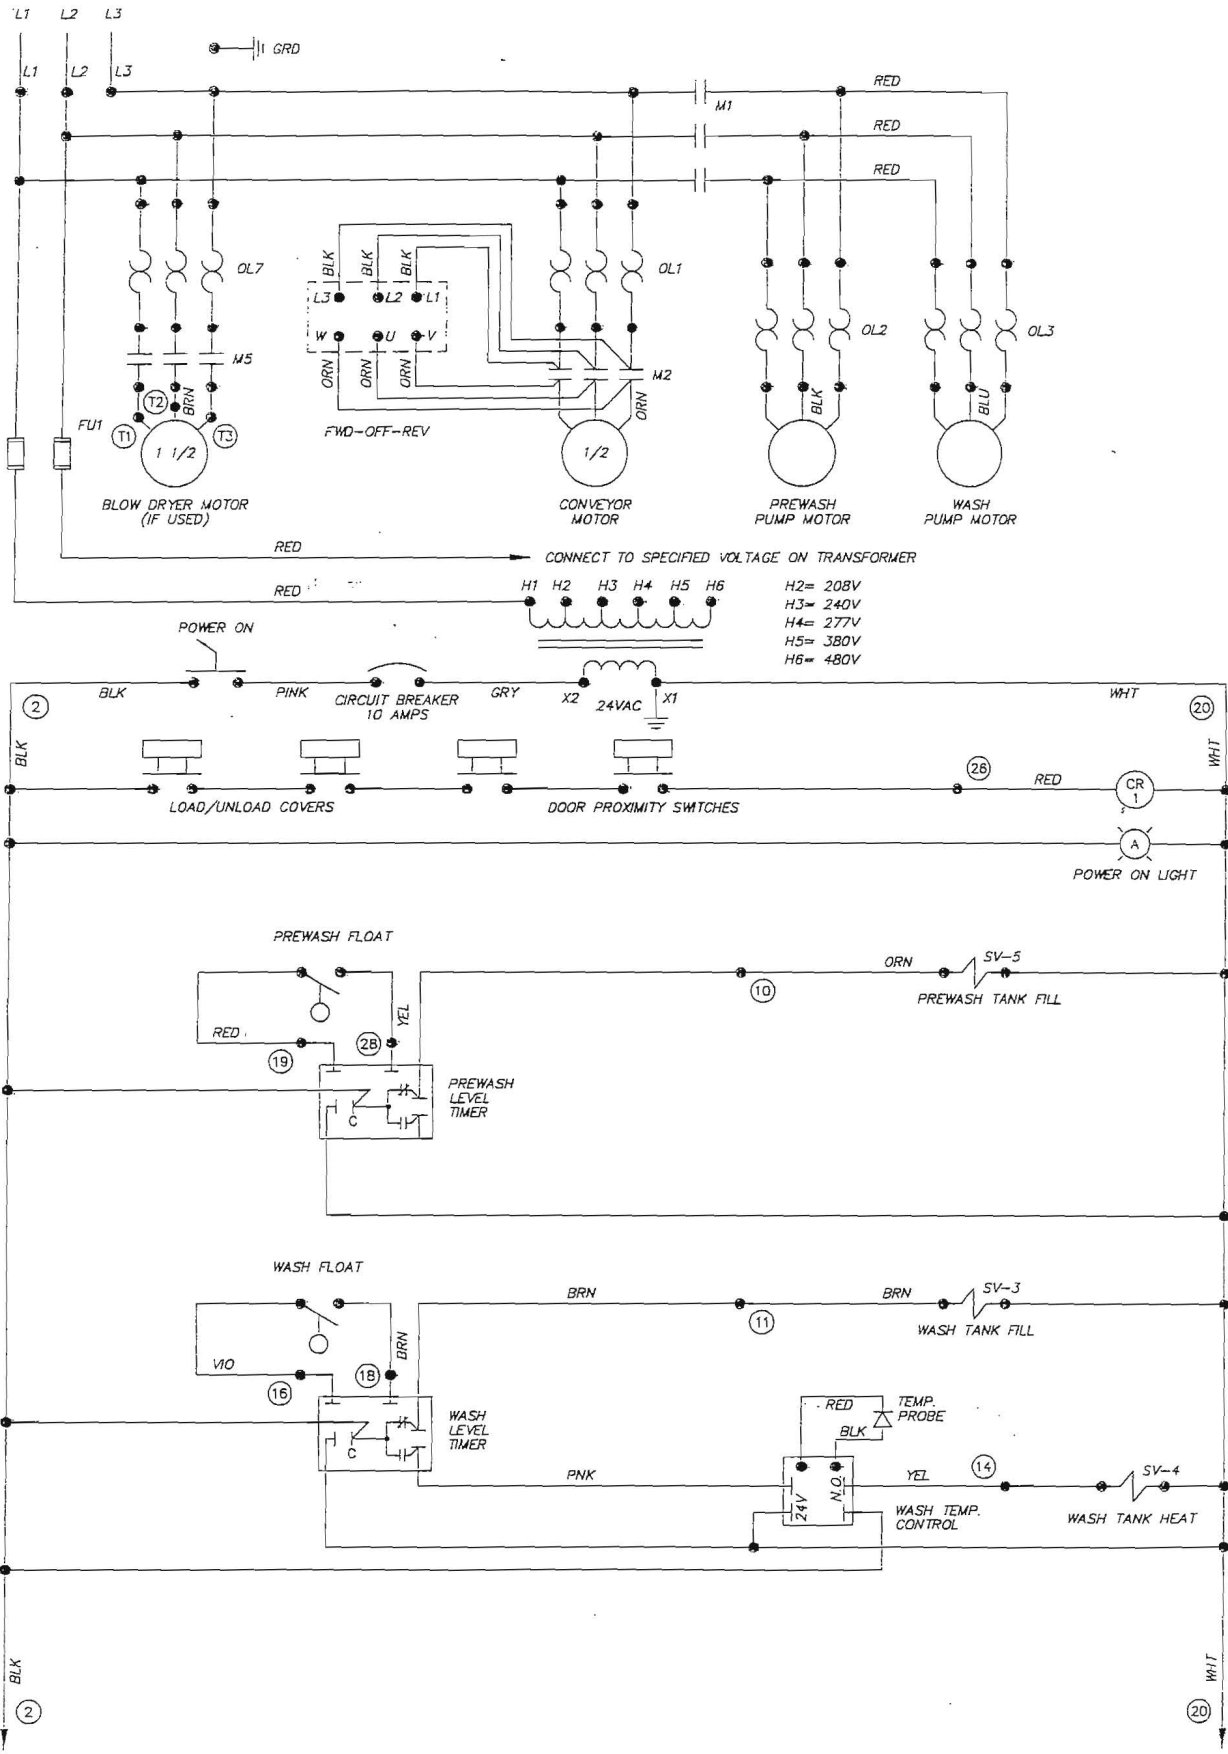 L1 L2 L3
GRD
L1 L2 L3
RED
M1
RED
RED
BLK BLK BLK
OL7
OL1
L3 L2 L1
OL2
OL3
W U V
M5
M2
ORN ORN ORN
ORN
T2
BRN
BLK
BLU
FU1
T1
T3
FWD-OFF-REV
1 1/2
1/2
BLOW DRYER MOTOR
(IF USED)
CONVEYOR
MOTOR
PREWASH
PUMP MOTOR
WASH
PUMP MOTOR
RED
CONNECT TO SPECIFIED VOLTAGE ON TRANSFORMER
RED
H1 H2 H3 H4 H5 H6
H2= 208V
H3= 240V
H4= 277V
H5= 380V
H6= 480V
POWER ON
2
BLK
PINK
CIRCUIT BREAKER
10 AMPS
GRY
X2
24VAC
X1
WHT
20
BLK
WHT
26
RED
CR
1
LOAD/UNLOAD COVERS
DOOR PROXIMITY SWITCHES
A
POWER ON LIGHT
PREWASH FLOAT
ORN
SV-5
10
PREWASH TANK FILL
YEL
RED
19
28
PREWASH
LEVEL
TIMER
C
WASH FLOAT
BRN
BRN
SV-3
11
WASH TANK FILL
BRN
VIO
16
18
WASH
LEVEL
TIMER
C
RED
TEMP.
PROBE
BLK
PNK
24V
N.O.
YEL
14
SV-4
WASH TEMP.
CONTROL
WASH TANK HEAT
BLK
WHT
2
20